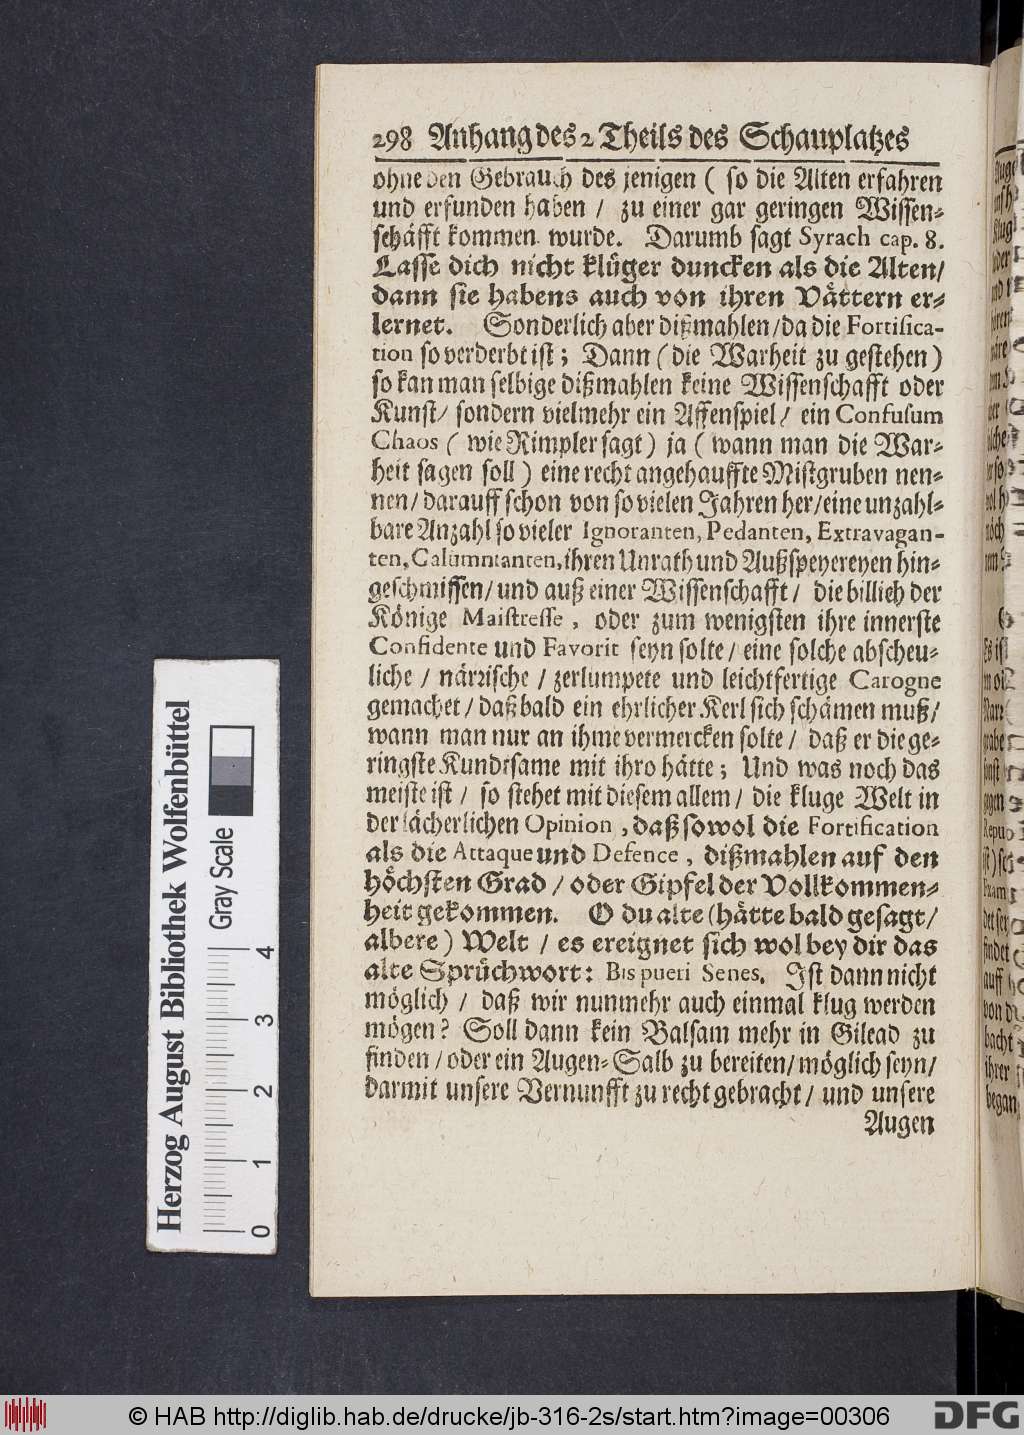 298 Anhang des 2 Theils des Schauplatzes
ohne den Gebrauch des jenigen ( so die Alten erfahren
und erfunden haben / zu einer gar geringen Wissen-
schäfft kommen wurde. Darumb sagt Syrach cap. 8.
Lasse dich nicht klüger duncken als die Alten/
dann sie habens auch von ihren Vättern er-
lernet. Sonderlich aber dißmahlen/da die Fortifica-
tion so verderbt ist; Dann (die Warheit zu gestehen)
so kan man selbige dißmahlen keine Wissenschafft oder
Kunst/ sondern vielmehr ein Affenspiel/ ein Confusum
Chaos ( wie Rimpler sagt) ja ( wann man die War-
heit sagen soll ) eine recht angehauffte Mistgruben nen-
nen/darauff schon von so vielen Jahren her/eine unzahl-
bare Anzahl so vieler Ignoranten, Pedanten, Extravagan-
ten, Calumnianten, ihren Unrath und Außspeyereyen hin-
geschmissen/und auß einer Wissenschafft/ die billich der
Könige Maistresse, oder zum wenigsten ihre innerste
Confidente und Favorit seyn solte/ eine solche abscheu-
liche / närrische / zerlumpete und leichtfertige Carogne
gemachet/ daß bald ein ehrlicher Kerl sich schämen muß/
wann man nur an ihme vermercken solte/ daß er die ge-
ringste Kundtsame mit ihro hätte; Und was noch das
meiste ist / so stehet mit diesem allem/ die kluge Welt in
der lächerlichen Opinion, daß sowol die Fortification
als die Attaque und Defence, dißmahlen auf den
höchsten Grad / oder Gipfel der Vollkommen-
heit gekommen. O du alte (hätte bald gesagt/
albere) Welt / es ereignet sich wol bey dir das
alte Sprüchwort: Bis pueri Senes. Ist dann nicht
möglich / daß wir nunmehr auch einmal klug werden
mögen? Soll dann kein Balsam mehr in Gilead zu
finden/oder ein Augen-Salb zu bereiten/möglich seyn/
darmit unsere Vernunfft zu recht gebracht/ und unsere
Augen
Herzog August Bibliothek Wolfenbüttel
Gray Scale
0 1 2 3 4
© HAB http://diglib.hab.de/drucke/jb-316-2s/start.htm?image=00306
DFG